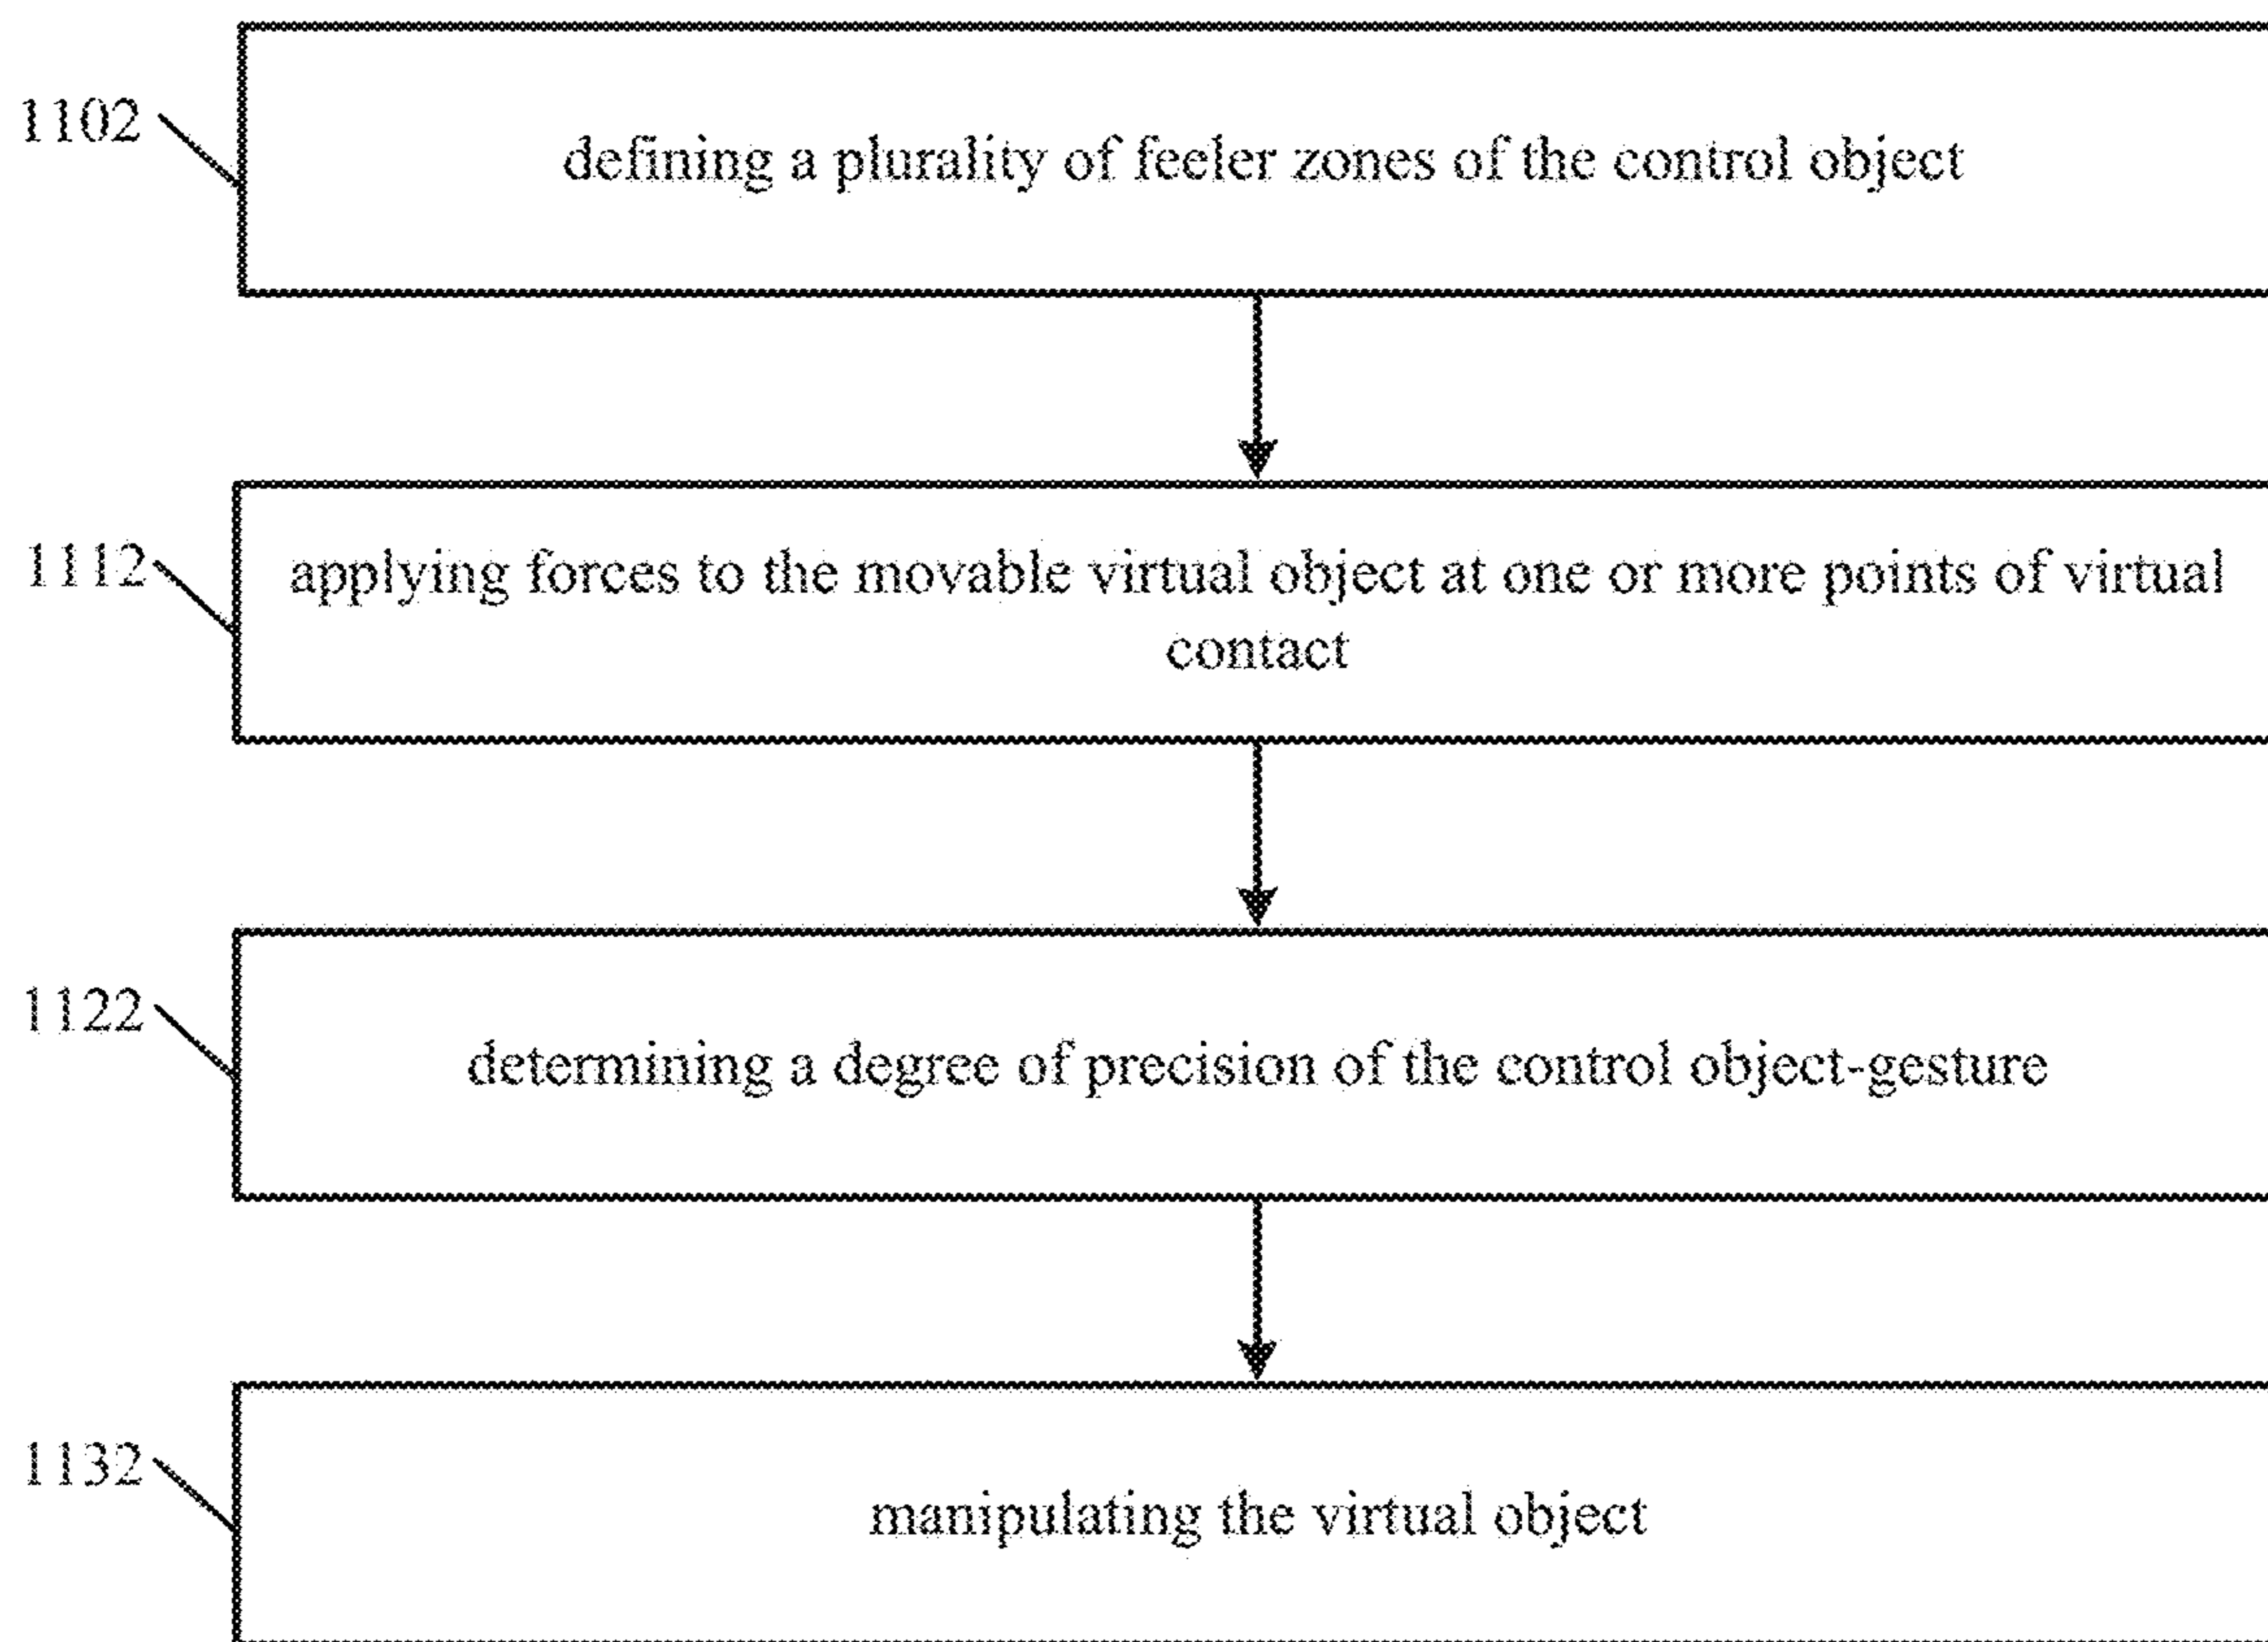 1102
defining a plurality of feeler zones of the control object
1112
applying forces to the movable virtual object at one or more points of virtual
contact
1122
determining a degree of precision of the control object-gesture
1132
manipulating the virtual object